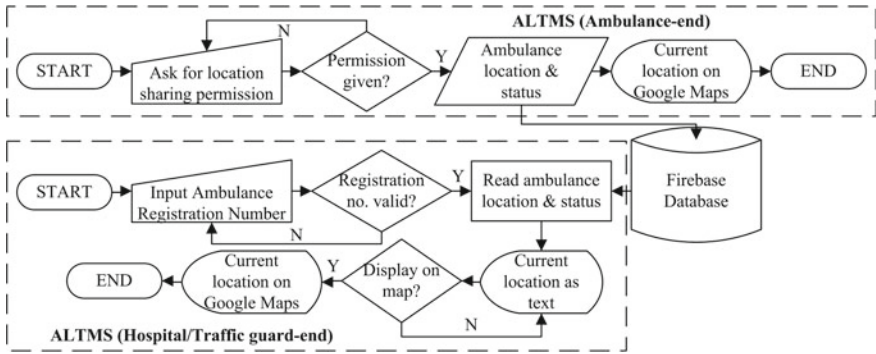 ALTMS (Ambulance-end)
N
START
Ask for location
sharing permission
Permission
given?
Y
Ambulance
location &
status
Current
location on
Google Maps
END
START
Input Ambulance
Registration Number
Registration
no. valid?
Y
N
Read ambulance
location & status
Firebase
Database
END
Current
location on
Google Maps
Y
Display on
map?
N
Current
location as
text
ALTMS (Hospital/Traffic guard-end)